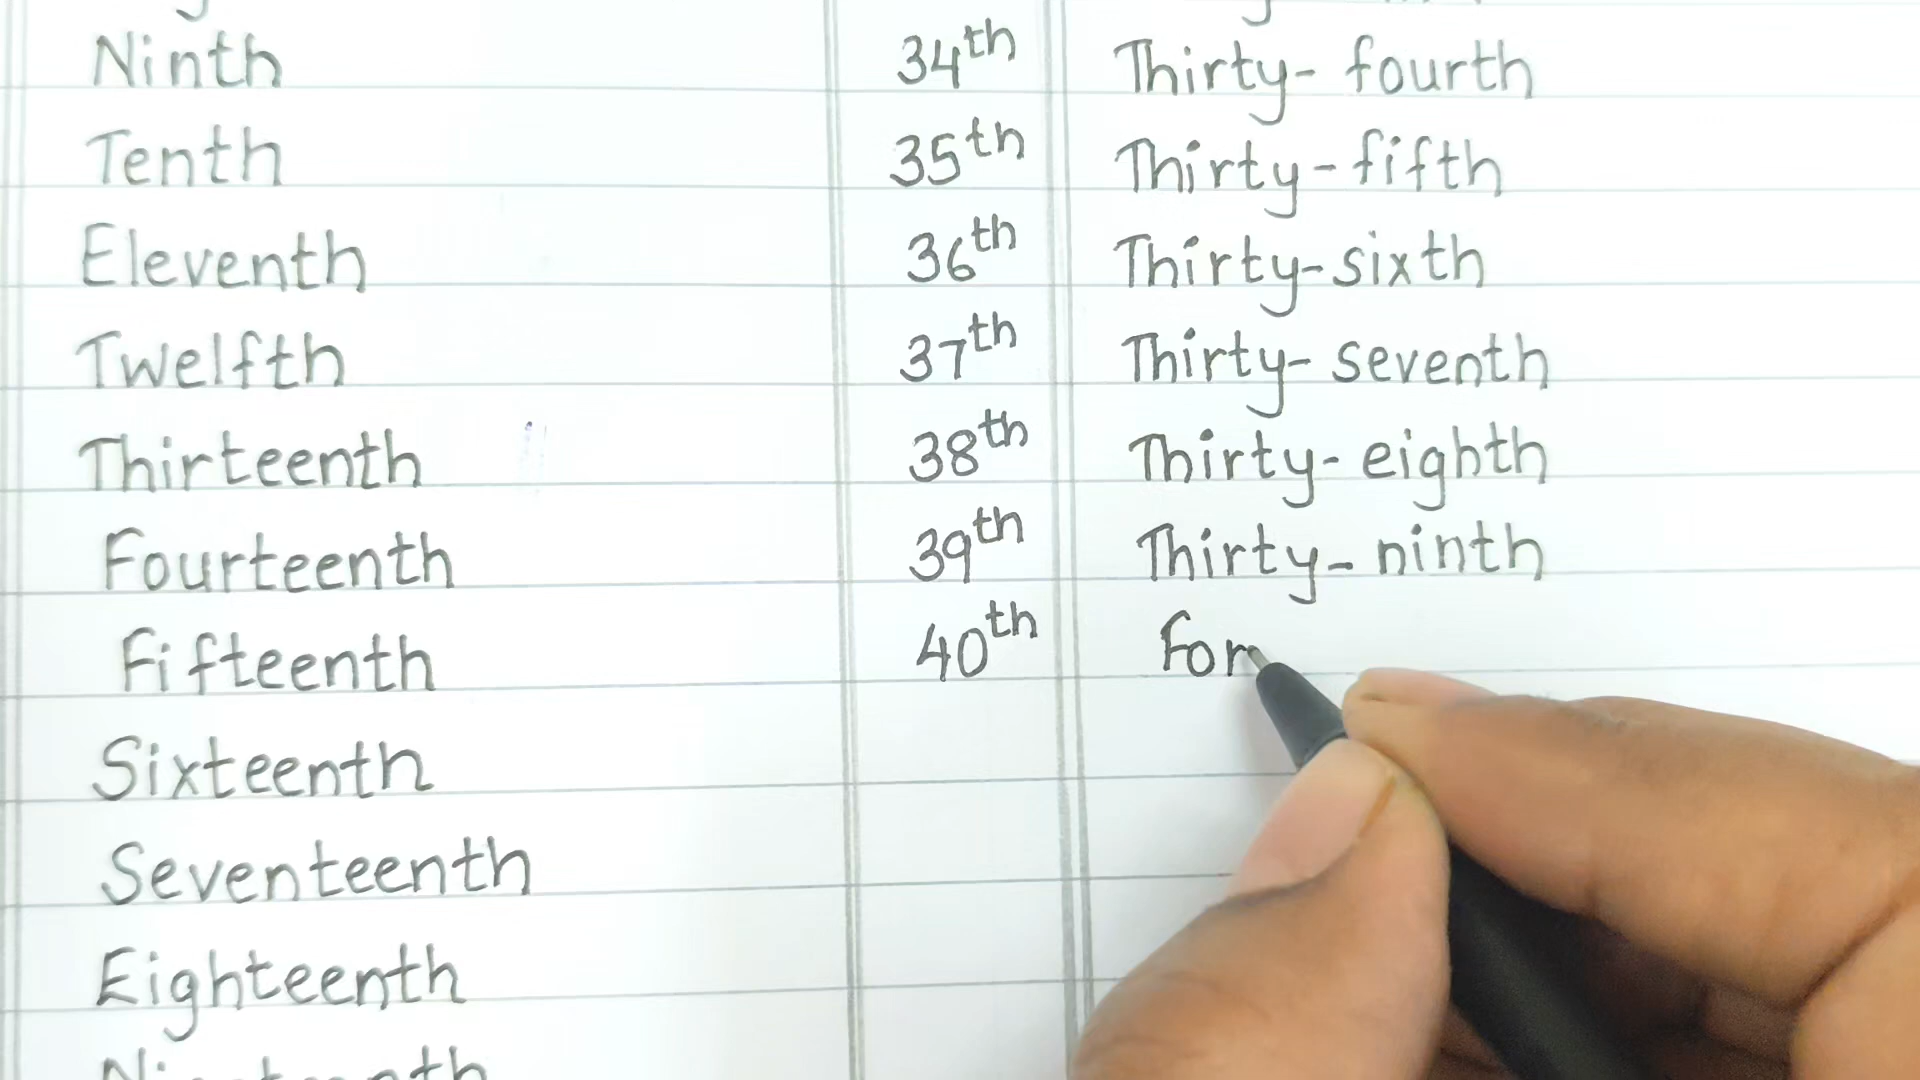 Ninth 34th Thirty-fourth
Tenth 35th Thirty-fifth
Eleventh 36th Thirty-sixth
Twelfth 37th Thirty-seventh
Thirteenth 38th Thirty-eighth
Fourteenth 39th Thirty-ninth
Fifteenth 40th For
Sixteenth
Seventeenth
Eighteenth